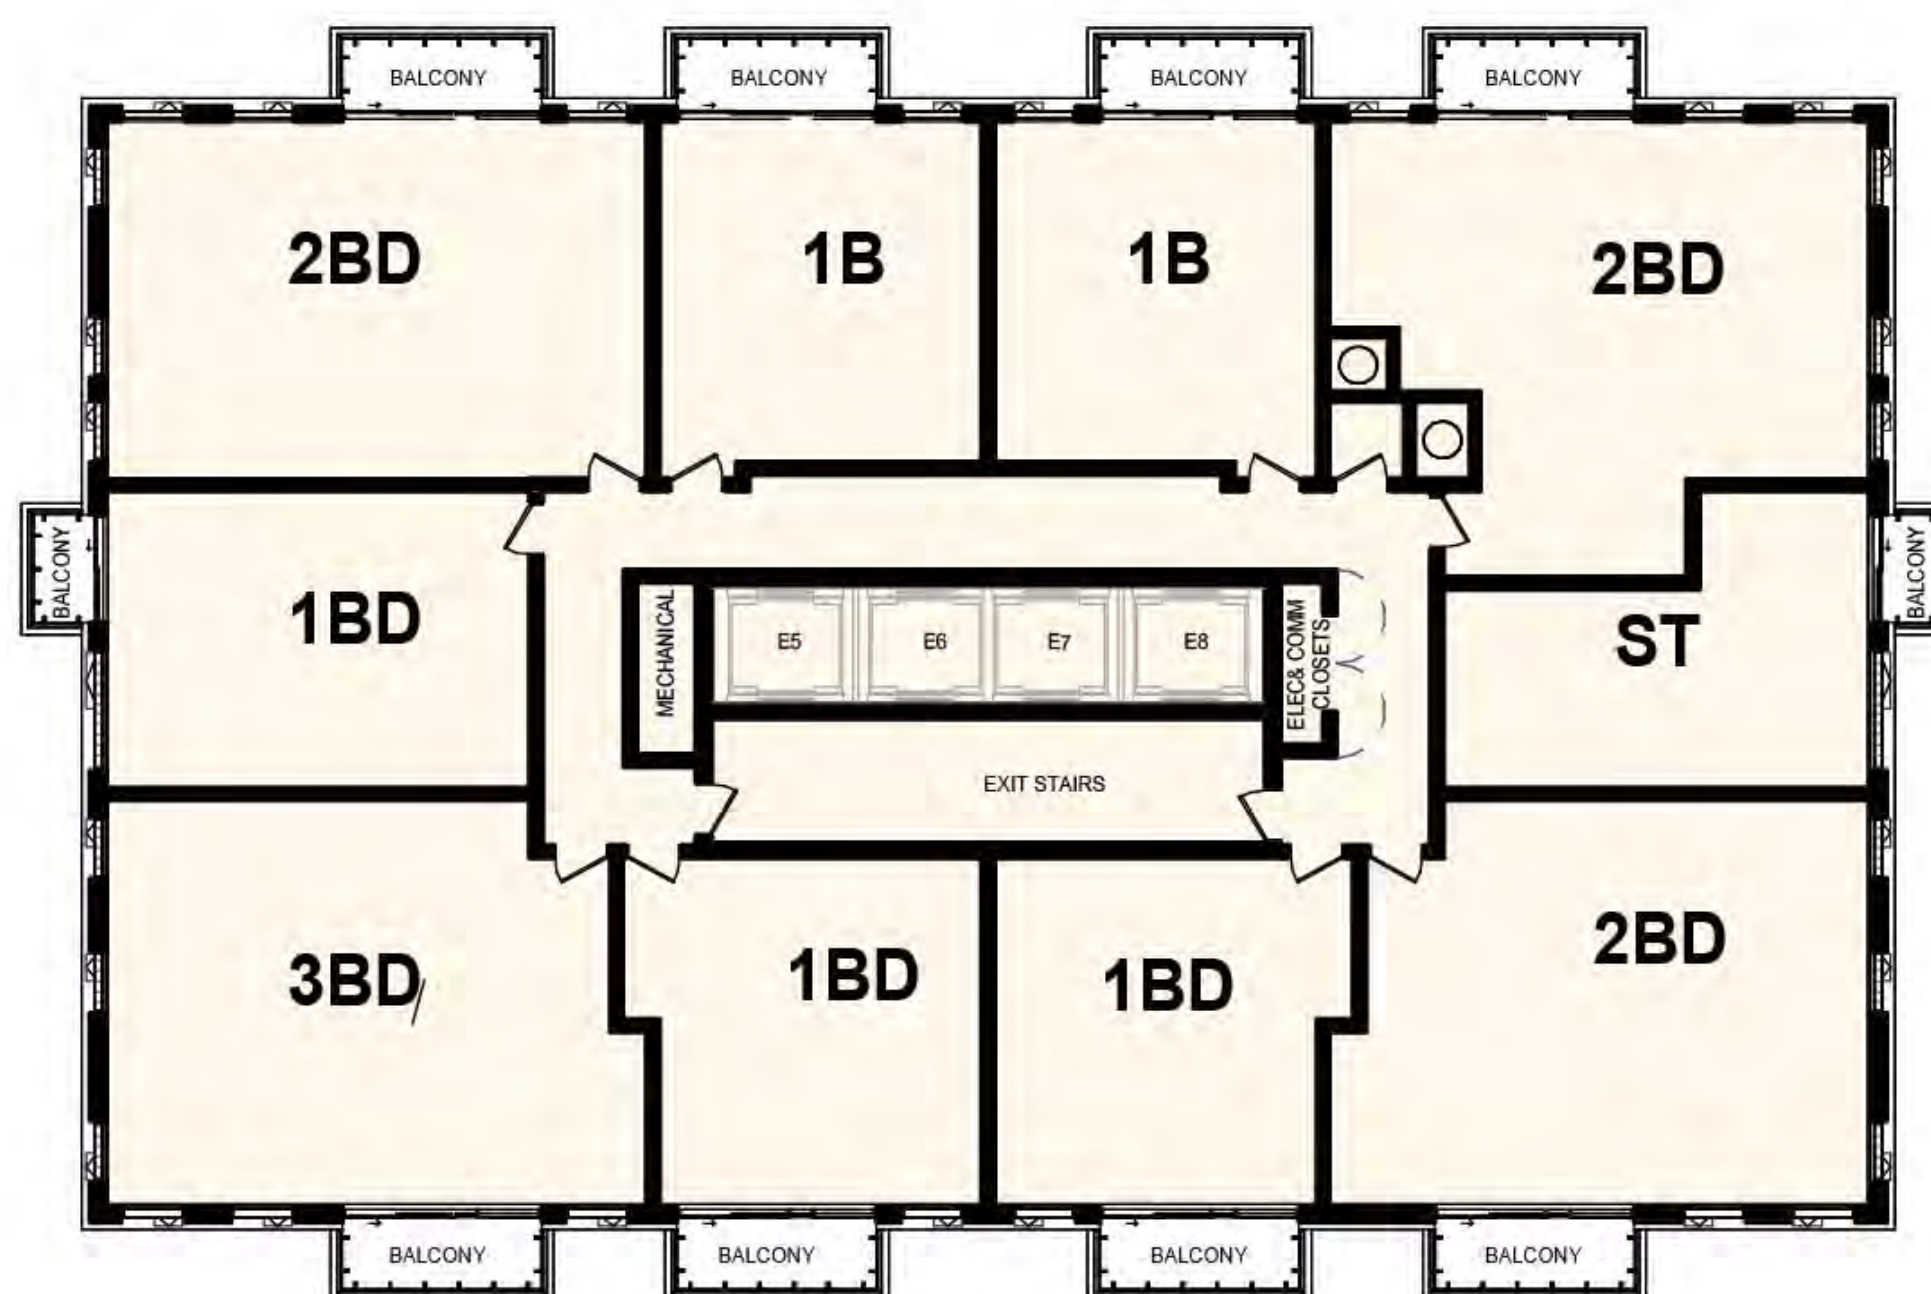 BALCONY
BALCONY
BALCONY
BALCONY
2BD
1B
1B
2BD
BALCONY
1BD
MECHANICAL
E5
E6
E7
E8
ELEC& COMM
CLOSETS
ST
BALCONY
EXIT STAIRS
3BD
1BD
1BD
2BD
BALCONY
BALCONY
BALCONY
BALCONY